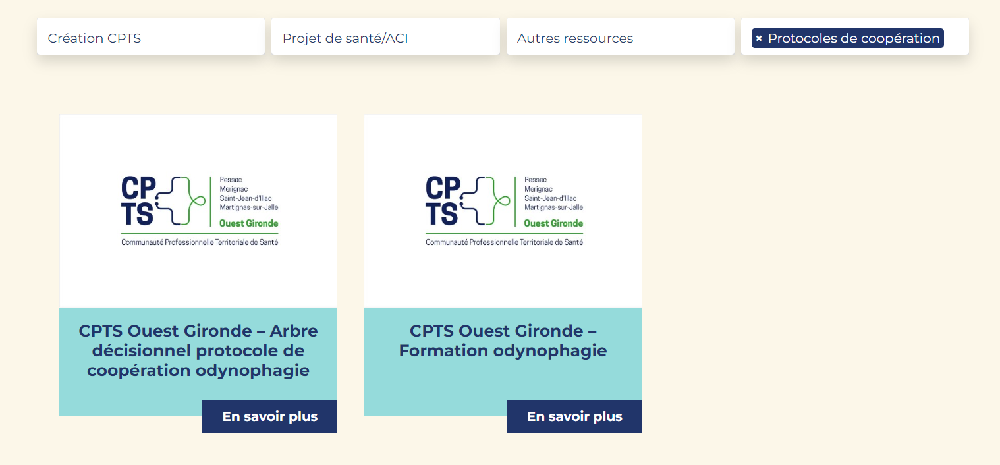 Création CPTS
Projet de santé/ACI
Autres ressources
× Protocoles de coopération
CP
TS
Pessac
Merignac
Saint-Jean-d'Illac
Martignas-sur-Jalle
Ouest Gironde
Communauté Professionnelle Territoriale de Santé
CPTS Ouest Gironde – Arbre
décisionnel protocole de
coopération odynophagie
En savoir plus
CP
TS
Pessac
Merignac
Saint-Jean-d'Illac
Martignas-sur-Jalle
Ouest Gironde
Communauté Professionnelle Territoriale de Santé
CPTS Ouest Gironde –
Formation odynophagie
En savoir plus